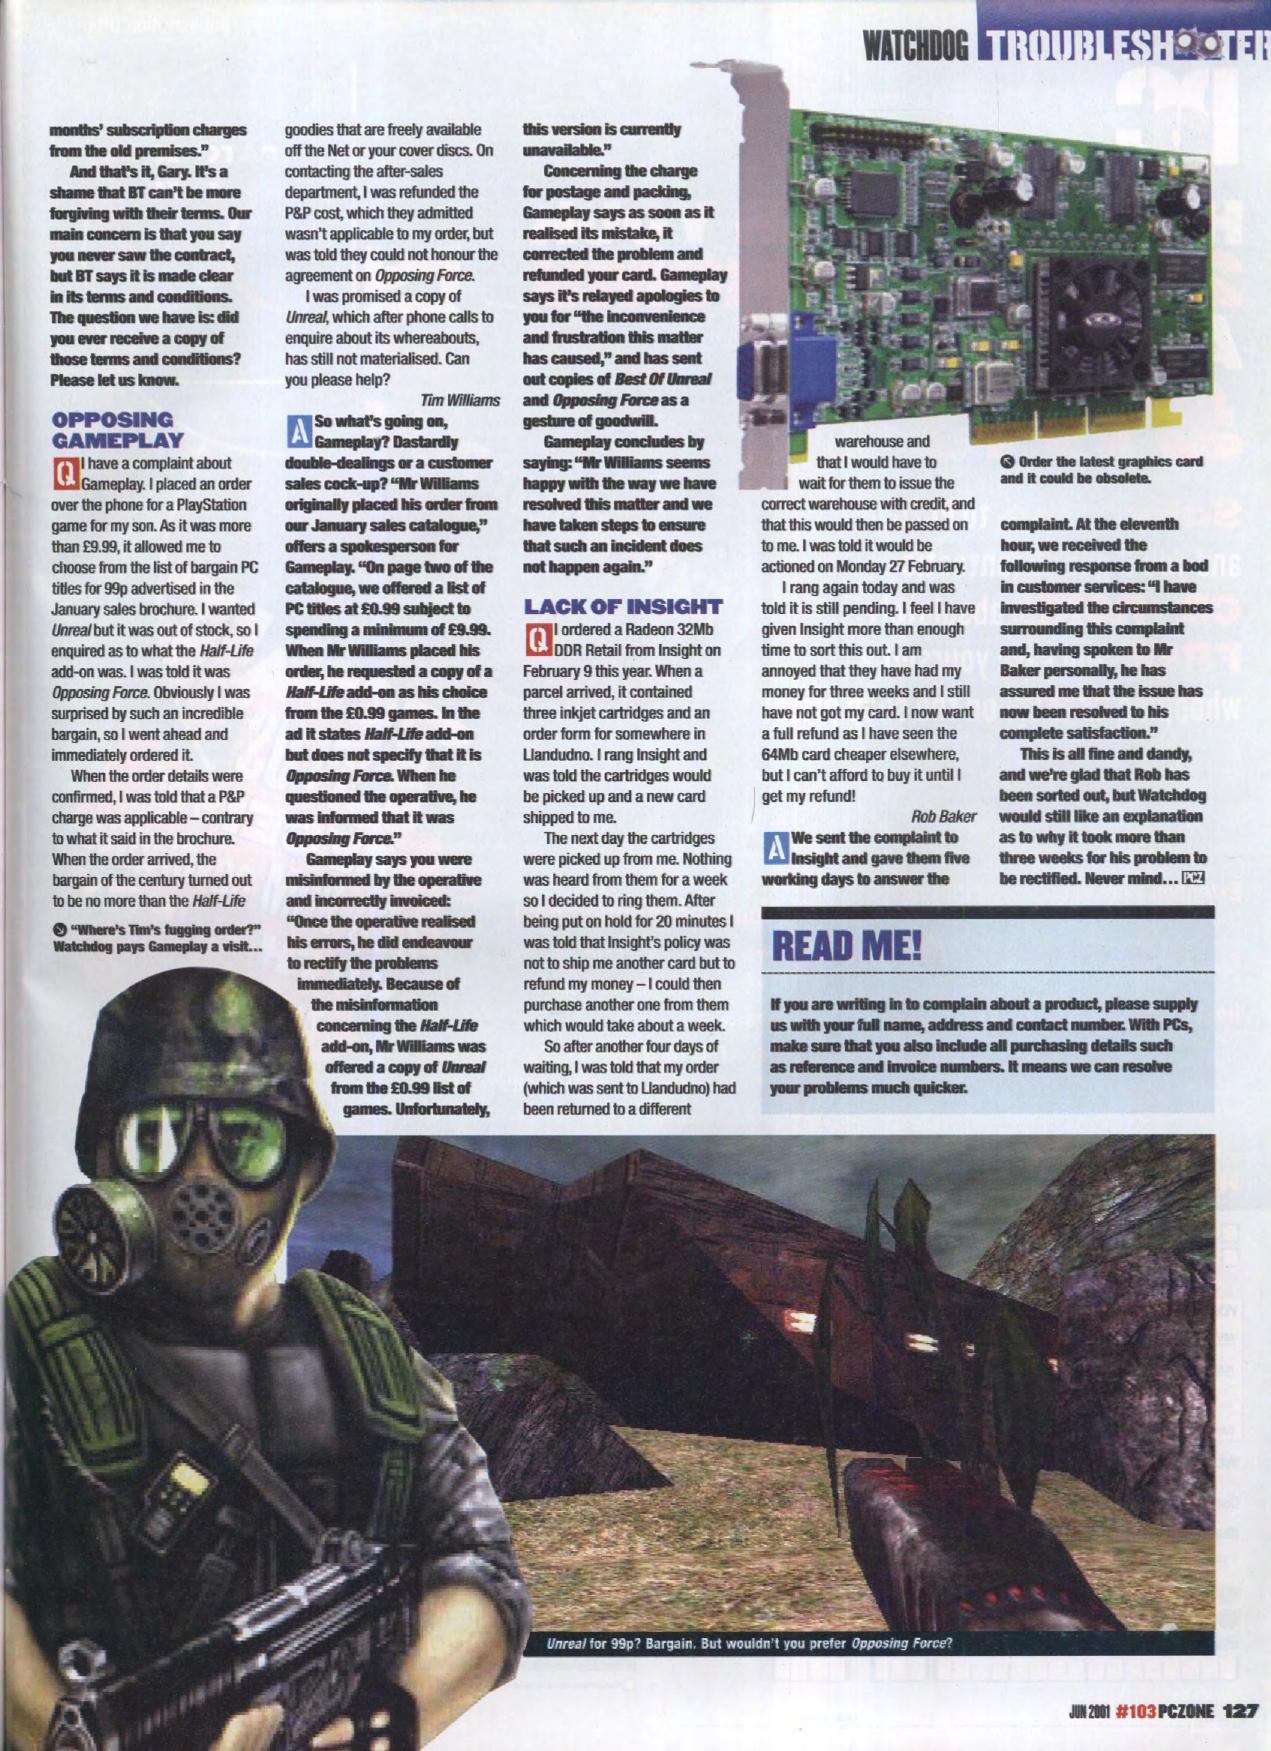 WATCHDOG TROUBLESHOOTER
months' subscription charges
from the old premises."
And that's it, Gary. It's a
shame that BT can't be more
forgiving with their terms. Our
main concern is that you say
you never saw the contract,
but BT says it is made clear
in its terms and conditions.
The question we have is: did
you ever receive a copy of
those terms and conditions?
Please let us know.
OPPOSING
GAMEPLAY
Q I have a complaint about
Gameplay. I placed an order
over the phone for a PlayStation
game for my son. As it was more
than £9.99, it allowed me to
choose from the list of bargain PC
titles for 99p advertised in the
January sales brochure. I wanted
Unreal but it was out of stock, so I
enquired as to what the Half-Life
add-on was. I was told it was
Opposing Force. Obviously I was
surprised by such an incredible
bargain, so I went ahead and
immediately ordered it.
When the order details were
confirmed, I was told that a P&P
charge was applicable – contrary
to what it said in the brochure.
When the order arrived, the
bargain of the century turned out
to be no more than the Half-Life
"Where's Tim's fugging order?"
Watchdog pays Gameplay a visit...
goodies that are freely available
off the Net or your cover discs. On
contacting the after-sales
department, I was refunded the
P&P cost, which they admitted
wasn't applicable to my order, but
was told they could not honour the
agreement on Opposing Force.
I was promised a copy of
Unreal, which after phone calls to
enquire about its whereabouts,
has still not materialised. Can
you please help?
Tim Williams
A So what's going on,
Gameplay? Dastardly
double-dealings or a customer
sales cock-up? "Mr Williams
originally placed his order from
our January sales catalogue,"
offers a spokesperson for
Gameplay. "On page two of the
catalogue, we offered a list of
PC titles at £0.99 subject to
spending a minimum of £9.99.
When Mr Williams placed his
order, he requested a copy of a
Half-Life add-on as his choice
from the £0.99 games. In the
ad it states Half-Life add-on
but does not specify that it is
Opposing Force. When he
questioned the operative, he
was informed that it was
Opposing Force."
Gameplay says you were
misinformed by the operative
and incorrectly invoiced:
"Once the operative realised
his errors, he did endeavour
to rectify the problems
immediately. Because of
the misinformation
concerning the Half-Life
add-on, Mr Williams was
offered a copy of Unreal
from the £0.99 list of
games. Unfortunately,
this version is currently
unavailable."
Concerning the charge
for postage and packing,
Gameplay says as soon as it
realised its mistake, it
corrected the problem and
refunded your card. Gameplay
says it's relayed apologies to
you for "the inconvenience
and frustration this matter
has caused," and has sent
out copies of Best Of Unreal
and Opposing Force as a
gesture of goodwill.
Gameplay concludes by
saying: "Mr Williams seems
happy with the way we have
resolved this matter and we
have taken steps to ensure
that such an incident does
not happen again."
LACK OF INSIGHT
Q I ordered a Radeon 32Mb
DDR Retail from Insight on
February 9 this year. When a
parcel arrived, it contained
three inkjet cartridges and an
order form for somewhere in
Llandudno. I rang Insight and
was told the cartridges would
be picked up and a new card
shipped to me.
The next day the cartridges
were picked up from me. Nothing
was heard from them for a week
so I decided to ring them. After
being put on hold for 20 minutes I
was told that Insight's policy was
not to ship me another card but to
refund my money – I could then
purchase another one from them
which would take about a week.
So after another four days of
waiting, I was told that my order
(which was sent to Llandudno) had
been returned to a different
warehouse and
that I would have to
wait for them to issue the
correct warehouse with credit, and
that this would then be passed on
to me. I was told it would be
actioned on Monday 27 February.
I rang again today and was
told it is still pending. I feel I have
given Insight more than enough
time to sort this out. I am
annoyed that they have had my
money for three weeks and I still
have not got my card. I now want
a full refund as I have seen the
64Mb card cheaper elsewhere,
but I can't afford to buy it until I
get my refund!
Rob Baker
A We sent the complaint to
Insight and gave them five
working days to answer the
Order the latest graphics card
and it could be obsolete.
complaint. At the eleventh
hour, we received the
following response from a bod
in customer services: "I have
investigated the circumstances
surrounding this complaint
and, having spoken to Mr
Baker personally, he has
assured me that the issue has
now been resolved to his
complete satisfaction."
This is all fine and dandy,
and we're glad that Rob has
been sorted out, but Watchdog
would still like an explanation
as to why it took more than
three weeks for his problem to
be rectified. Never mind... PCZ
READ ME!
If you are writing in to complain about a product, please supply
us with your full name, address and contact number. With PCs,
make sure that you also include all purchasing details such
as reference and invoice numbers. It means we can resolve
your problems much quicker.
Unreal for 99p? Bargain. But wouldn't you prefer Opposing Force?
JUN 2001 #103 PCZONE 127